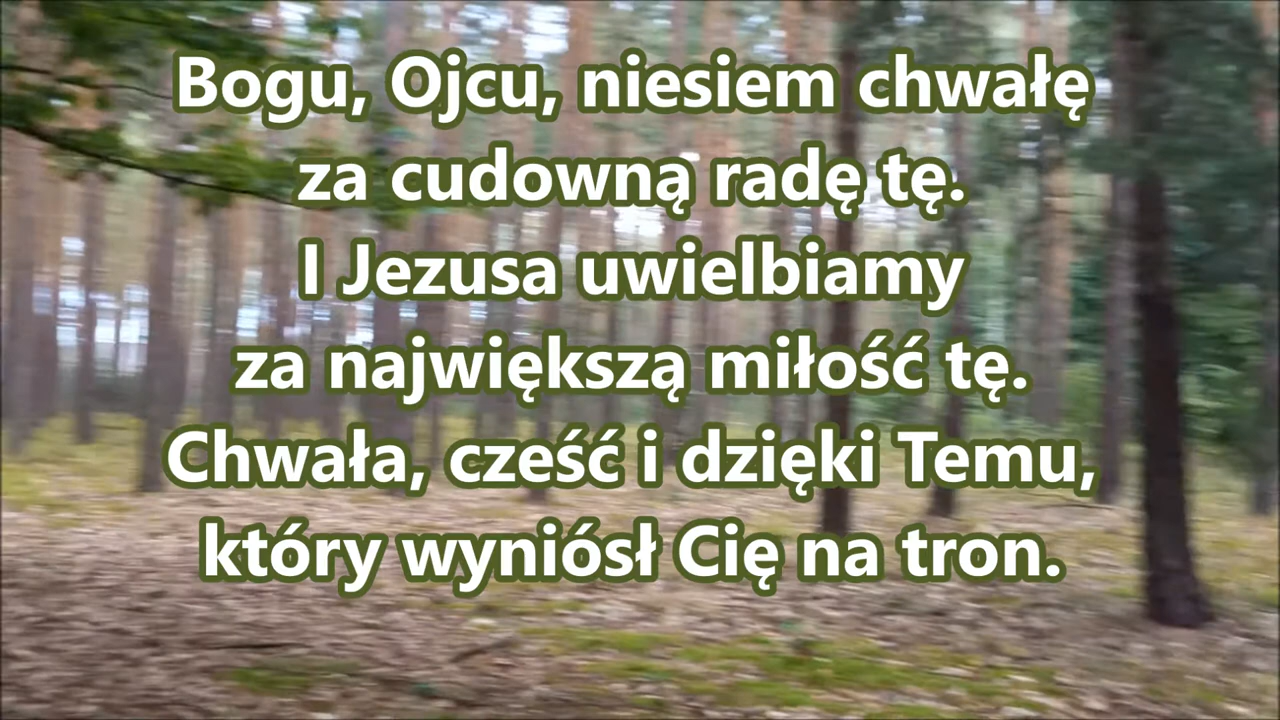 Bogu, Ojcu, niesiem chwałę
za cudowną radę tę.
I Jezusa uwielbiamy
za największą miłość tę.
Chwała, cześć i dzięki Temu,
który wyniósł Cię na tron.